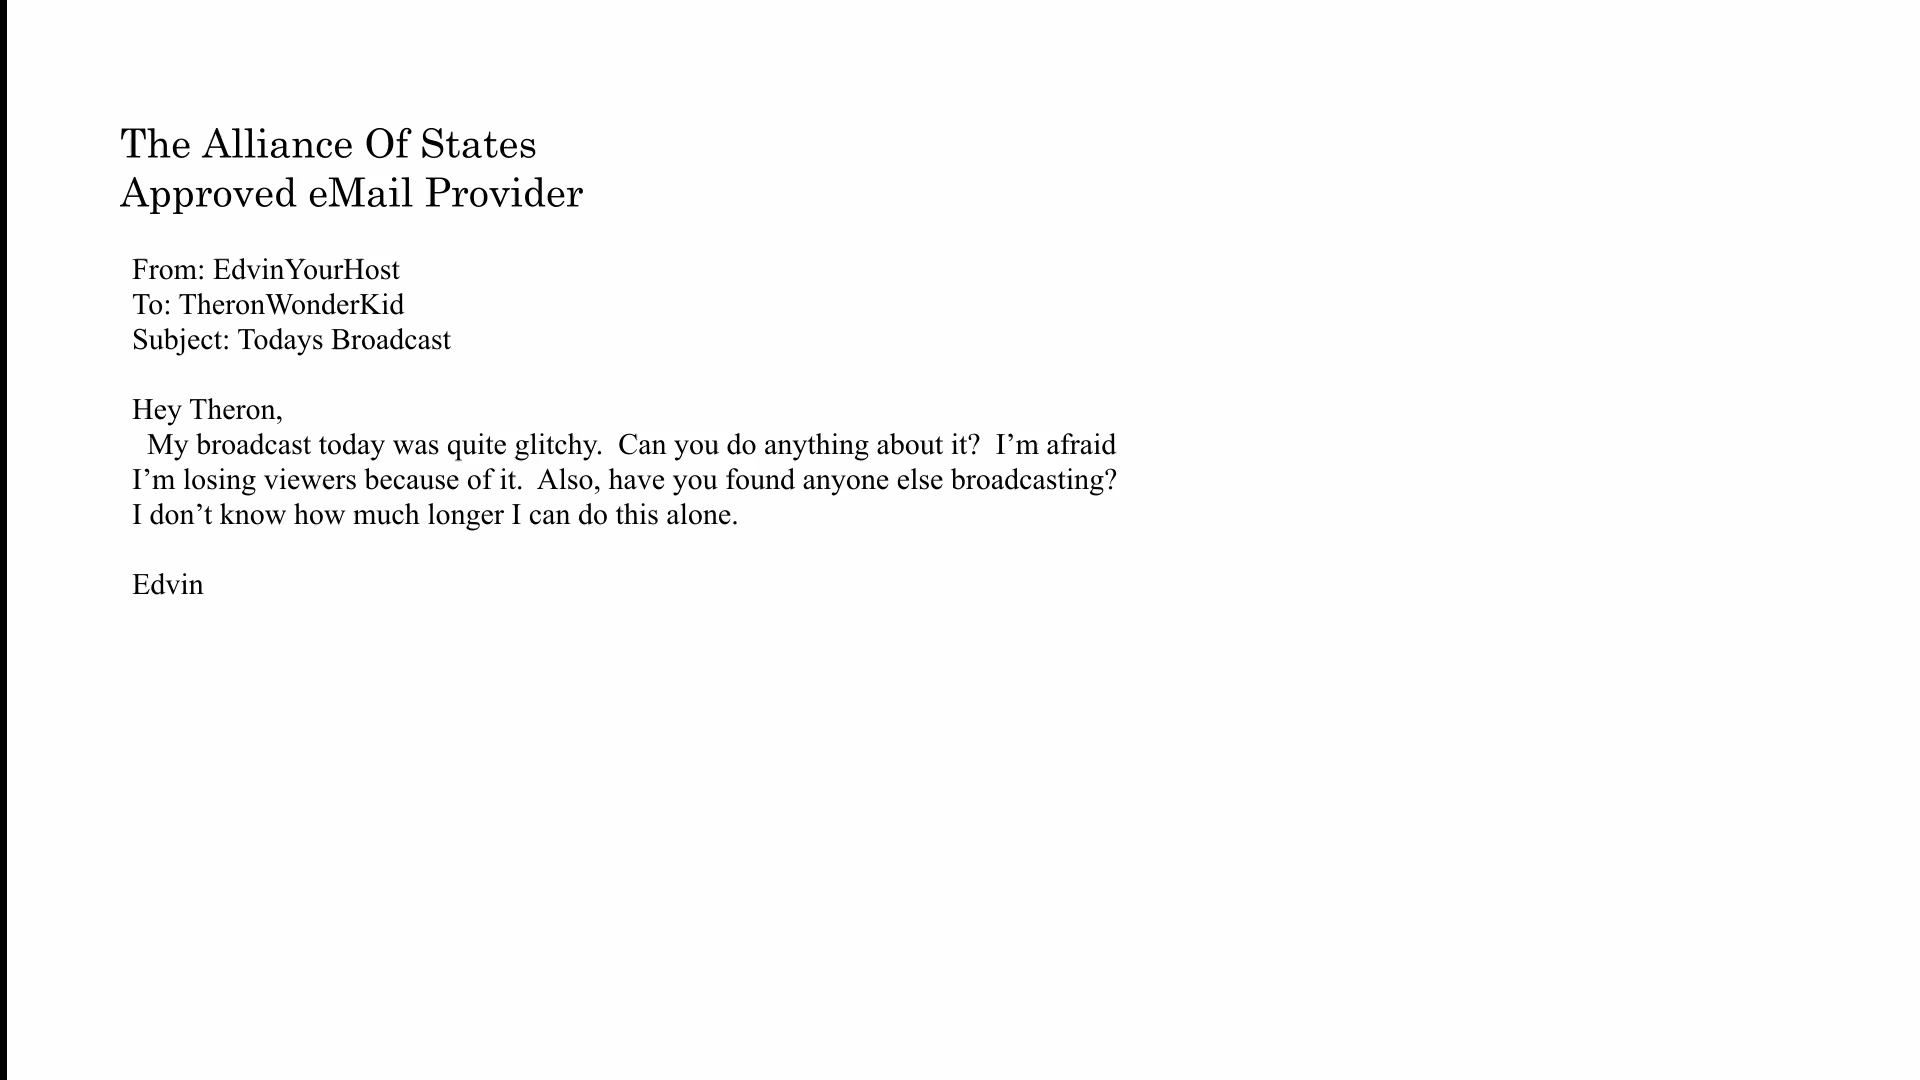 The Alliance Of States
Approved eMail Provider
From: EdvinYourHost
To: TheronWonderKid
Subject: Todays Broadcast
Hey Theron,
My broadcast today was quite glitchy.  Can you do anything about it?  I’m afraid
I’m losing viewers because of it.  Also, have you found anyone else broadcasting?
I don’t know how much longer I can do this alone.
Edvin